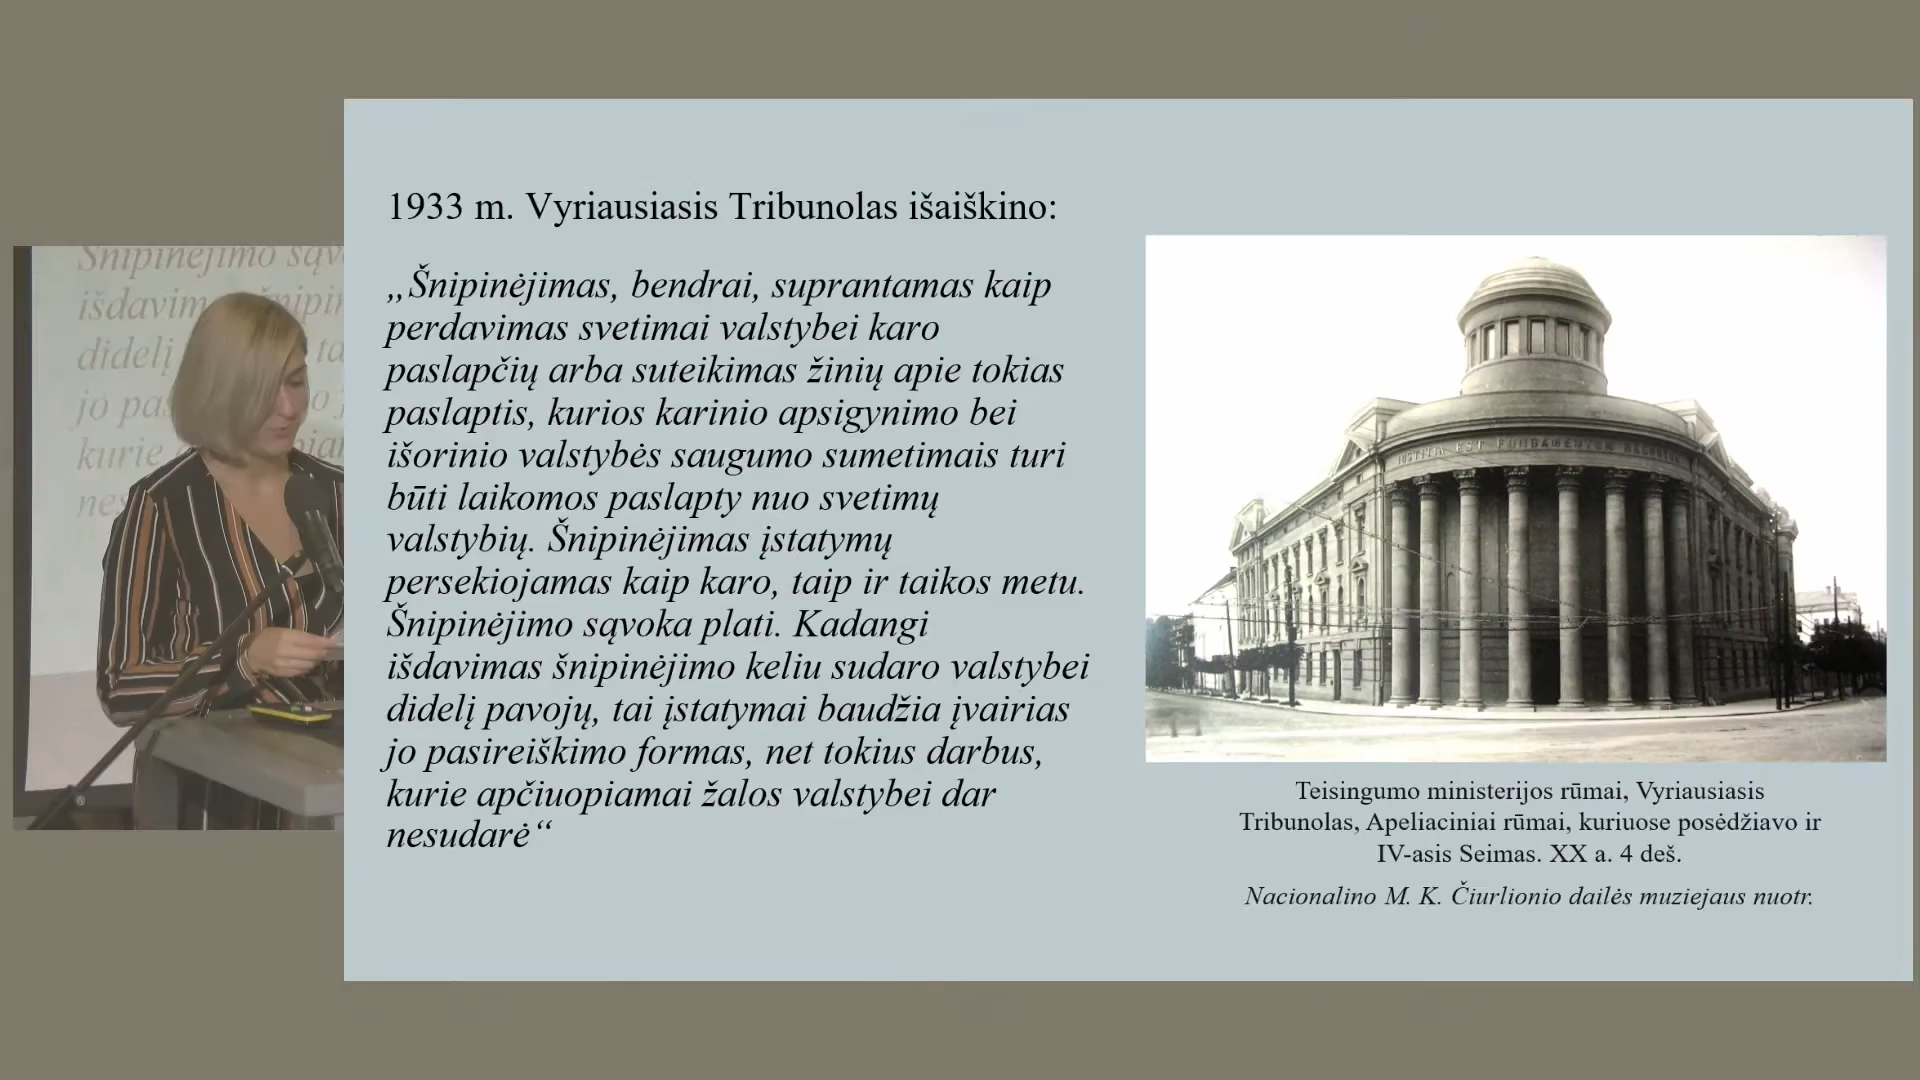 1933 m. Vyriausiasis Tribunolas išaiškino:
„Šnipinėjimas, bendrai, suprantamas kaip
perdavimas svetimai valstybei karo
paslapčių arba suteikimas žinių apie tokias
paslaptis, kurios karinio apsigynimo bei
išorinio valstybės saugumo sumetimais turi
būti laikomos paslapty nuo svetimų
valstybių. Šnipinėjimas įstatymų
persekiojamas kaip karo, taip ir taikos metu.
Šnipinėjimo sąvoka plati. Kadangi
išdavimas šnipinėjimo keliu sudaro valstybei
didelį pavojų, tai įstatymai baudžia įvairias
jo pasireiškimo formas, net tokius darbus,
kurie apčiuopiamai žalos valstybei dar
nesudarė“
Teisingumo ministerijos rūmai, Vyriausiasis
Tribunolas, Apeliaciniai rūmai, kuriuose posėdžiavo ir
IV-asis Seimas. XX a. 4 deš.
Nacionalino M. K. Čiurlionio dailės muziejaus nuotr.
Šnipinėjimo
didelį
kurie